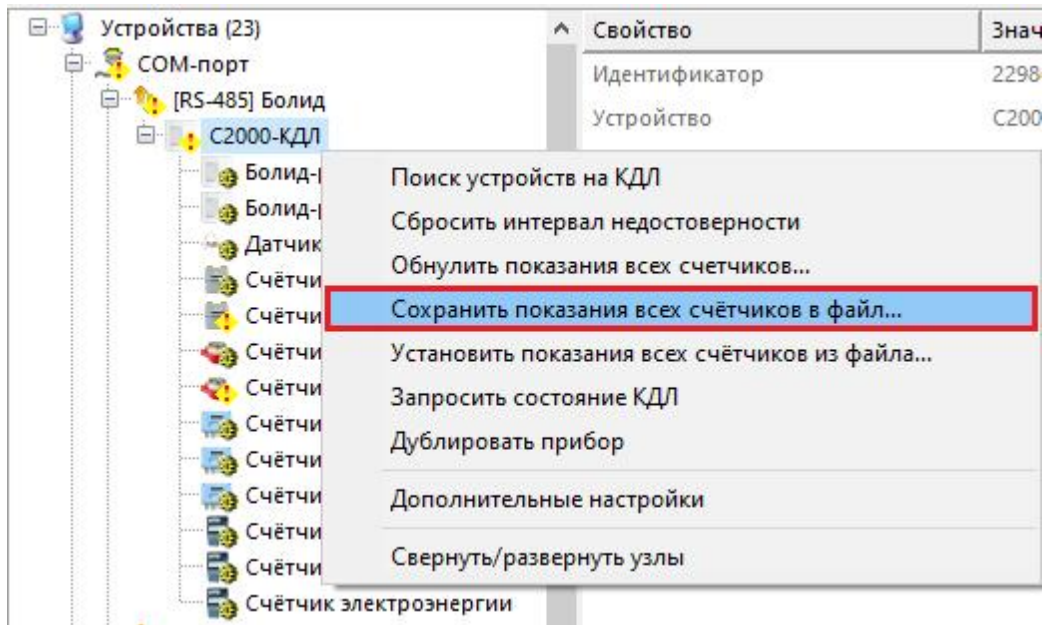 Устройства (23)
Свойство
Знач
COM-порт
Идентификатор
2298
[RS-485] Болид
Устройство
C200
С2000-КДЛ
Болид-
Поиск устройств на КДЛ
Болид-
Сбросить интервал недостоверности
Датчик
Обнулить показания всех счетчиков...
Счётчи
Сохранить показания всех счётчиков в файл...
Счётчи
Установить показания всех счётчиков из файла...
Счётчи
Запросить состояние КДЛ
Счётчи
Дублировать прибор
Счётчи
Счётчи
Дополнительные настройки
Счётчи
Счётчи
Свернуть/развернуть узлы
Счётчи
Счётчик электроэнергии